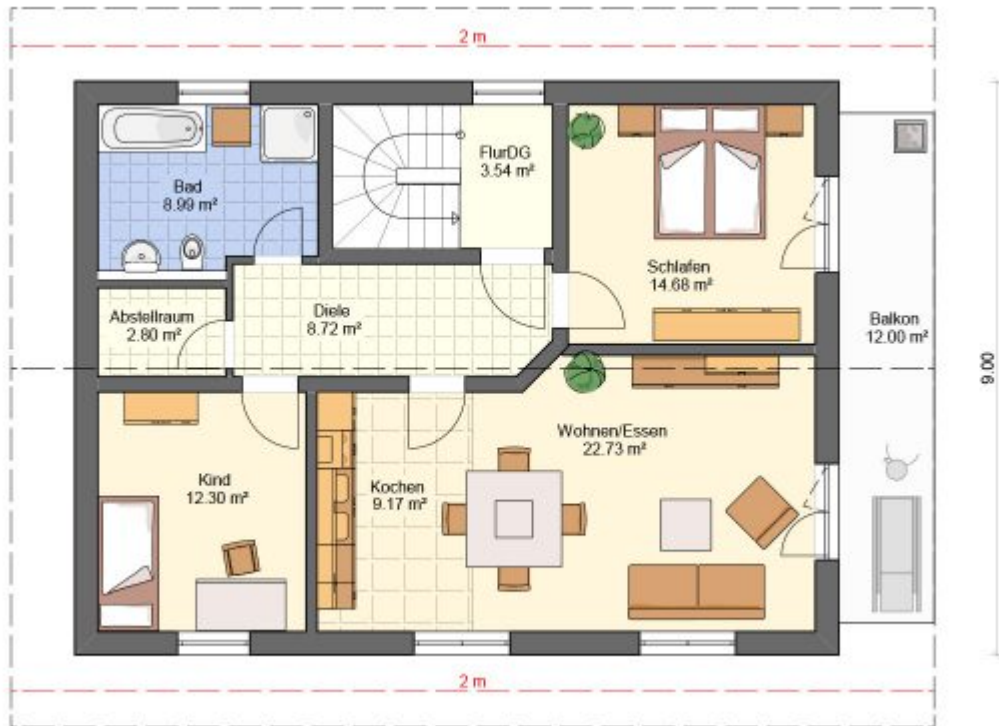 2 m
FlurDG
3.54 m²
Bad
8.99 m²
Schlafen
14.68 m²
Abstellraum
2.80 m²
Diele
8.72 m²
Balkon
12.00 m²
9.00
Wohnen/Essen
22.73 m²
Kind
12.30 m²
Kochen
9.17 m²
2 m